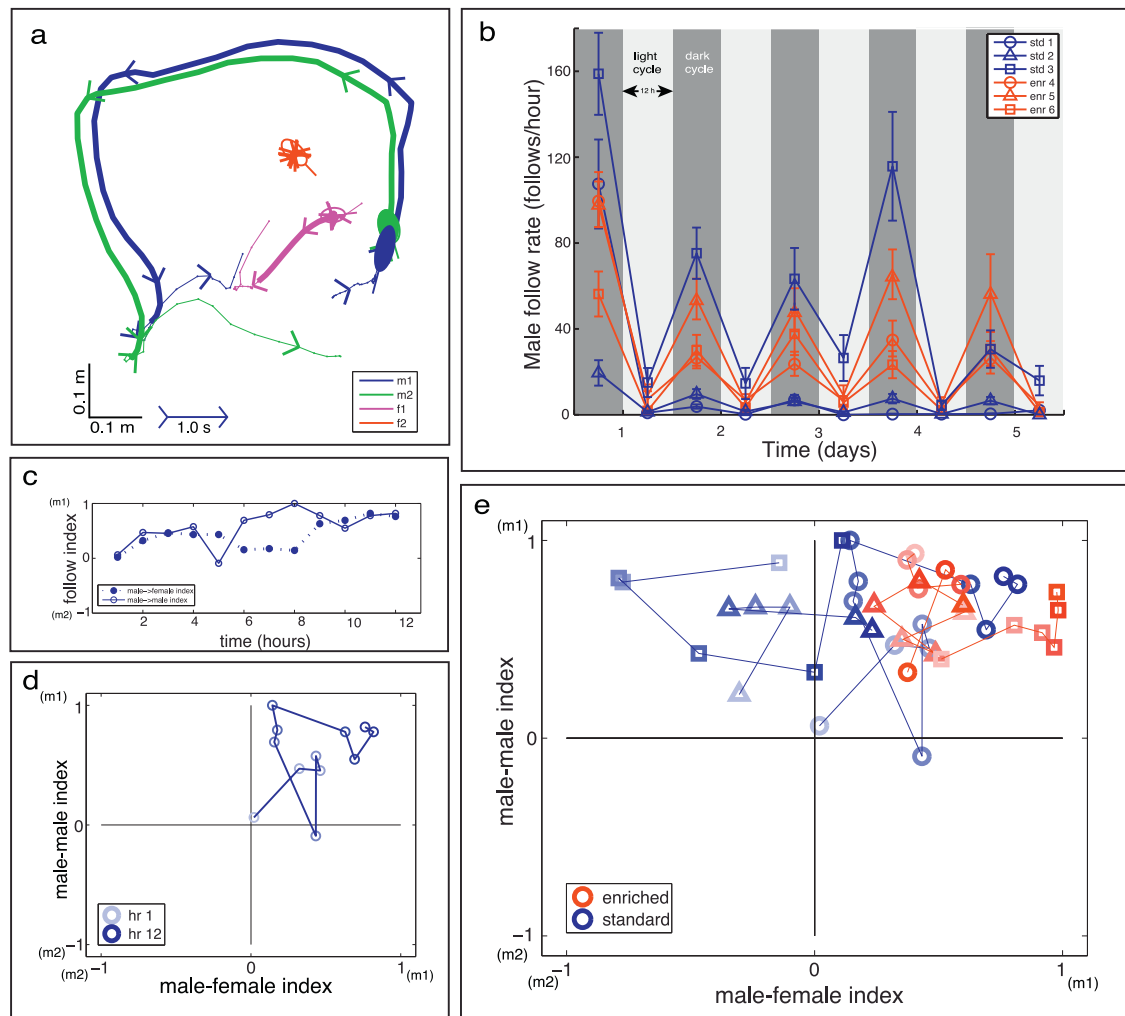 a
0.1 m
0.1 m
1.0 s
m1
m2
f1
f2
b
Male follow rate (follows/hour)
160
120
80
40
0
light
cycle
12 h
dark
cycle
std 1
std 2
std 3
enr 4
enr 5
enr 6
1
2
3
4
5
Time (days)
c
follow index
(m1)
1
0
(m2)
-1
male->female index
male->male index
2
4
6
8
10
12
time (hours)
d
male-male index
(m1)
1
0
(m2)
-1
hr 1
hr 12
-1
0
1
(m2)
(m1)
male-female index
e
male-male index
(m1)
1
0
-1
(m2)
enriched
standard
-1
0
1
(m2)
(m1)
male-female index